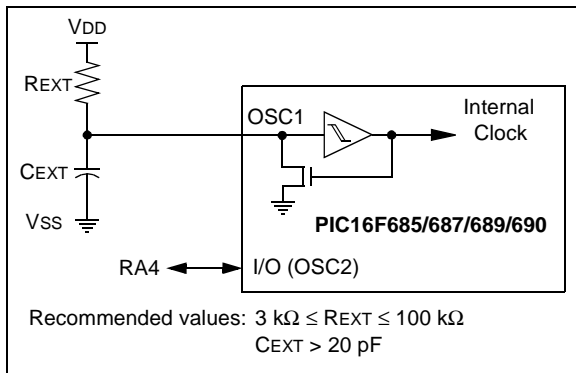 VDD
REXT
OSC1
Internal
Clock
CEXT
VSS
PIC16F685/687/689/690
RA4
I/O (OSC2)
Recommended values: 3 kΩ ≤ REXT ≤ 100 kΩ
CEXT > 20 pF